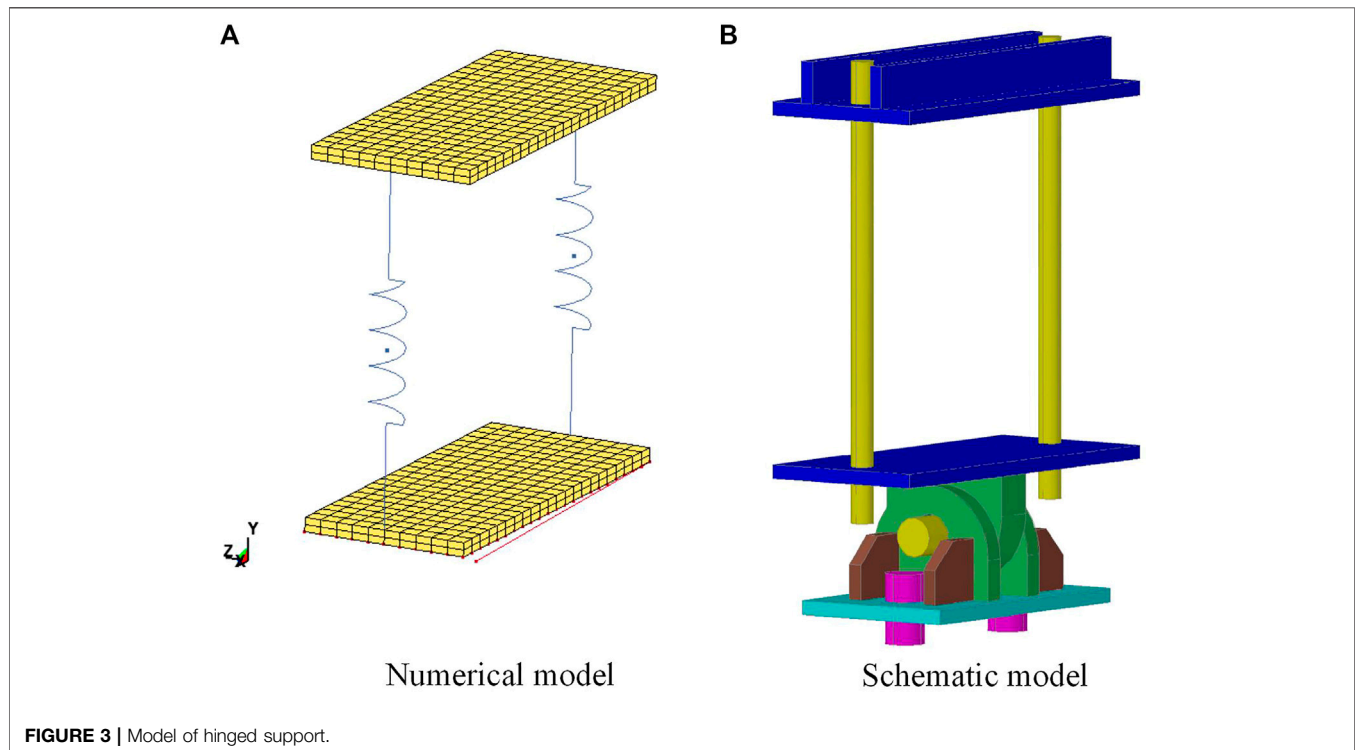 A
B
Y
Z
X
Numerical model
Schematic model
FIGURE 3 | Model of hinged support.